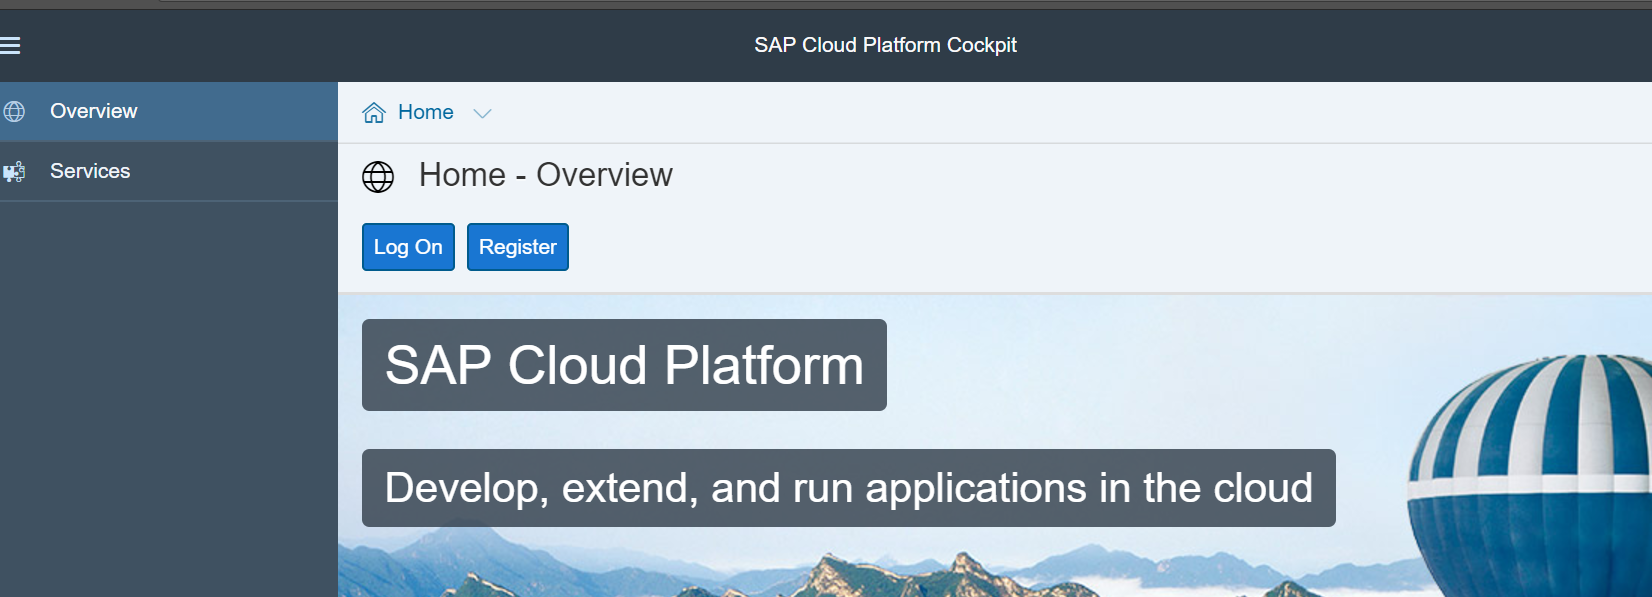 SAP Cloud Platform Cockpit
Overview
Services
Home
Home - Overview
Log On Register
SAP Cloud Platform
Develop, extend, and run applications in the cloud